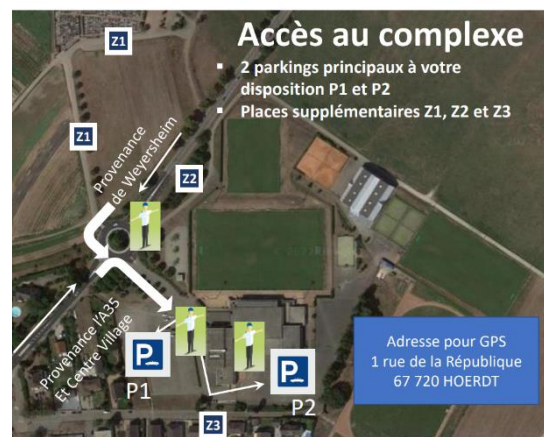 Accès au complexe
▪ 2 parkings principaux à votre
disposition P1 et P2
▪ Places supplémentaires Z1, Z2 et Z3
Z1
Z1
Provenance
de Weyersheim
Z2
Provenance l'A35
Et Centre Village
P
P1
P
P2
Z3
Adresse pour GPS
1 rue de la République
67 720 HOERDT